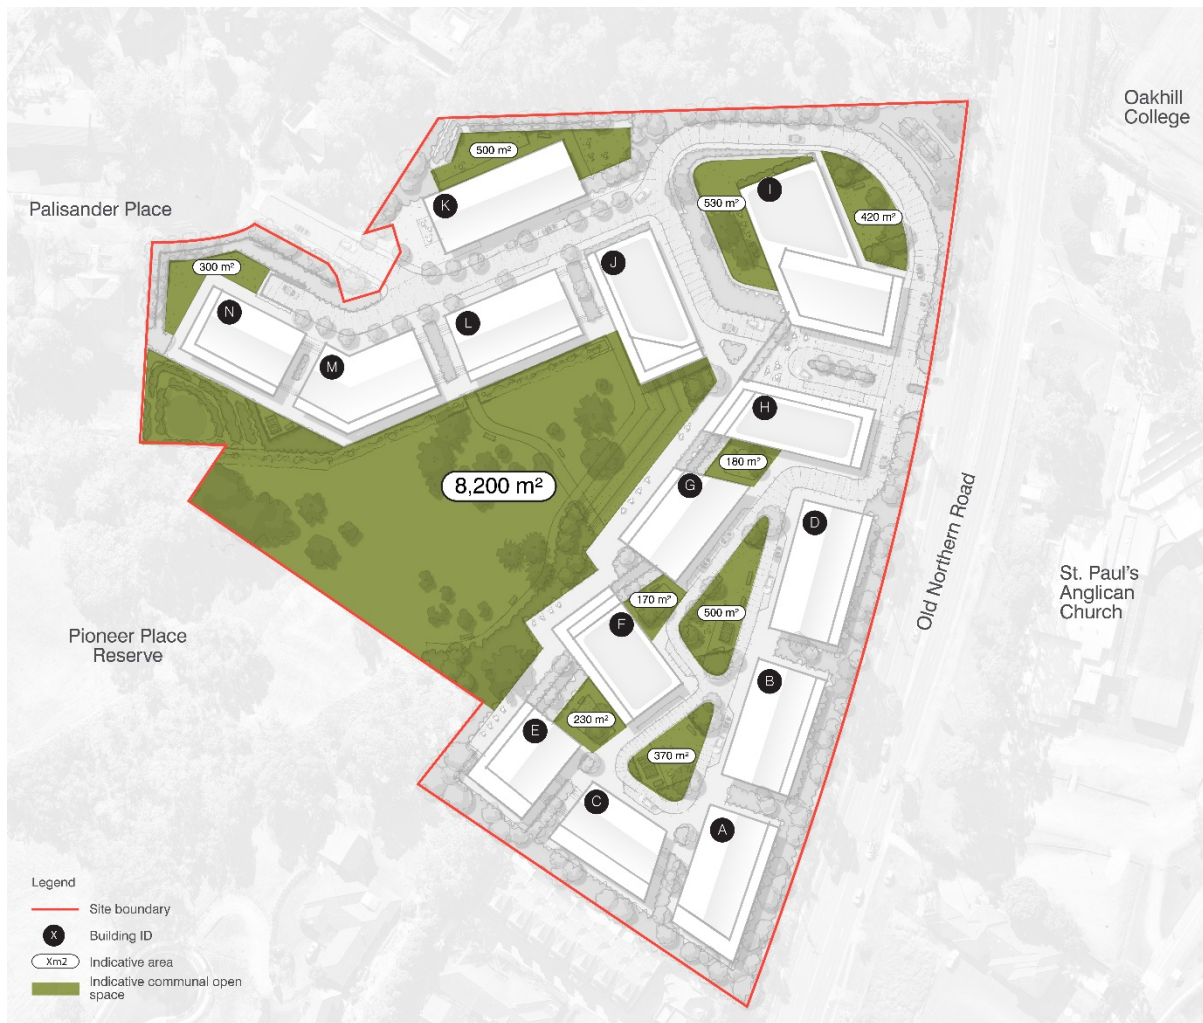 Oakhill
College
500 m²
K
I
530 m²
420 m²
Palisander Place
300 m²
J
N
L
M
H
180 m²
8,200 m²
G
D
Old Northern Road
St. Paul's
Anglican
Church
170 m²
500 m²
F
Pioneer Place
Reserve
B
230 m²
E
370 m²
C
A
Legend
Site boundary
X
Building ID
Xm2
Indicative area
Indicative communal open
space